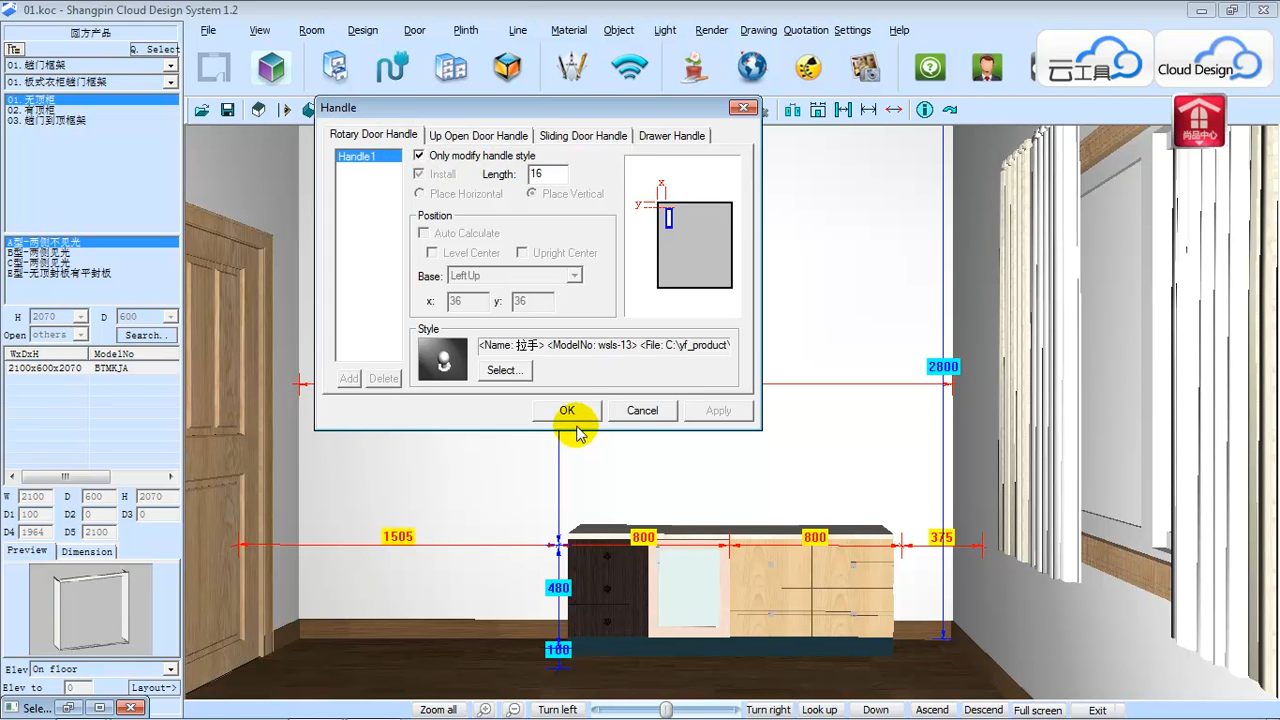 01.koc - Shangpin Cloud Design System 1.2
圆方产品
Q. Select
01. 趟门框架
01. 板式衣柜趟门框架
01. 无顶柜
02. 有顶柜
03. 趟门到顶框架
A型-两侧不见光
B型-两侧见光
C型-两侧见光
E型-无顶封板有平封板
H 2070 D 600
Open others Search..
WxDxH ModelNo
2100x600x2070 BTMKJA
W 2100 D 600 H 2070
D1 100 D2 0 D3 0
D4 1964 D5 2100
Preview Dimension
Elev On floor
Elev to 0 Layout->
Sele...
File View Room Design Door Plinth Line Material Object Light Render Drawing Quotation Settings Help
云工具
Cloud Design
尚品中心
Handle
Rotary Door Handle Up Open Door Handle Sliding Door Handle Drawer Handle
Handle1
Only modify handle style
Install Length: 16
Place Horizontal Place Vertical
Position
Auto Calculate
Level Center Upright Center
Base: LeftUp
x: 36 y: 36
x
y
Style
<Name: 拉手> <ModelNo: wsls-13> <File: C:\yf_product\
Select...
Add Delete
OK Cancel Apply
2800
1505 800 800 375
480
100
Zoom all Turn left Turn right Look up Down Ascend Descend Full screen Exit